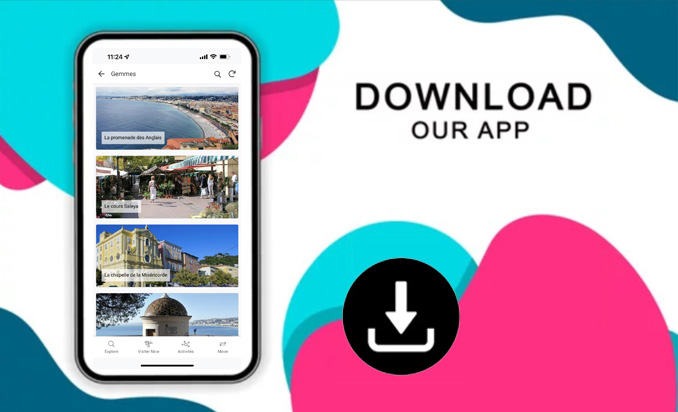 11:24
Gemmes
La promenade des Anglais
Le cours Saleya
La chapelle de la Miséricorde
Explore
Visiter Nice
Activités
Move
DOWNLOAD
OUR APP